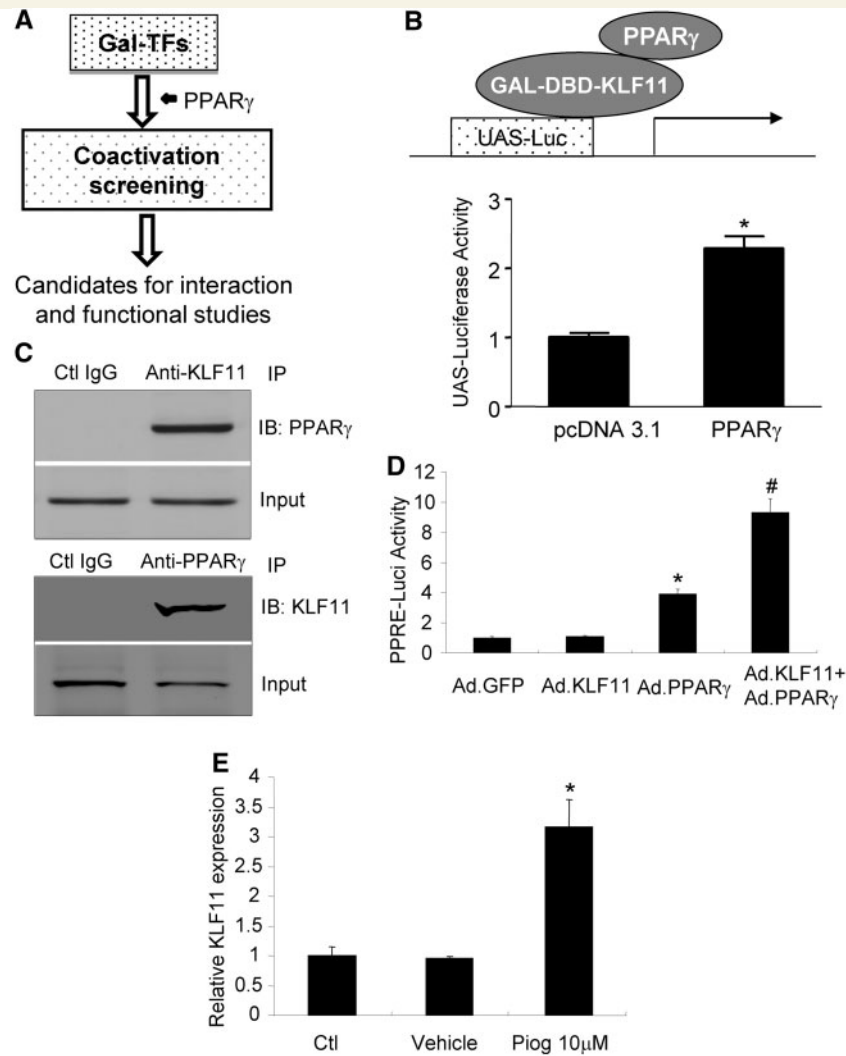 A
Gal-TFs
PPARγ
Coactivation
screening
Candidates for interaction
and functional studies
B
PPARγ
GAL-DBD-KLF11
UAS-Luc
UAS-Luciferase Activity
3
2
1
0
*
pcDNA 3.1 PPARγ
C
Ctl IgG Anti-KLF11 IP
IB: PPARγ
Input
Ctl IgG Anti-PPARγ IP
IB: KLF11
Input
D
PPRE-Luci Activity
12
10
8
6
4
2
0
*
#
Ad.GFP Ad.KLF11 Ad.PPARγ Ad.KLF11+
Ad.PPARγ
E
Relative KLF11 expression
4
3.5
3
2.5
2
1.5
1
0.5
0
*
Ctl Vehicle Piog 10μM